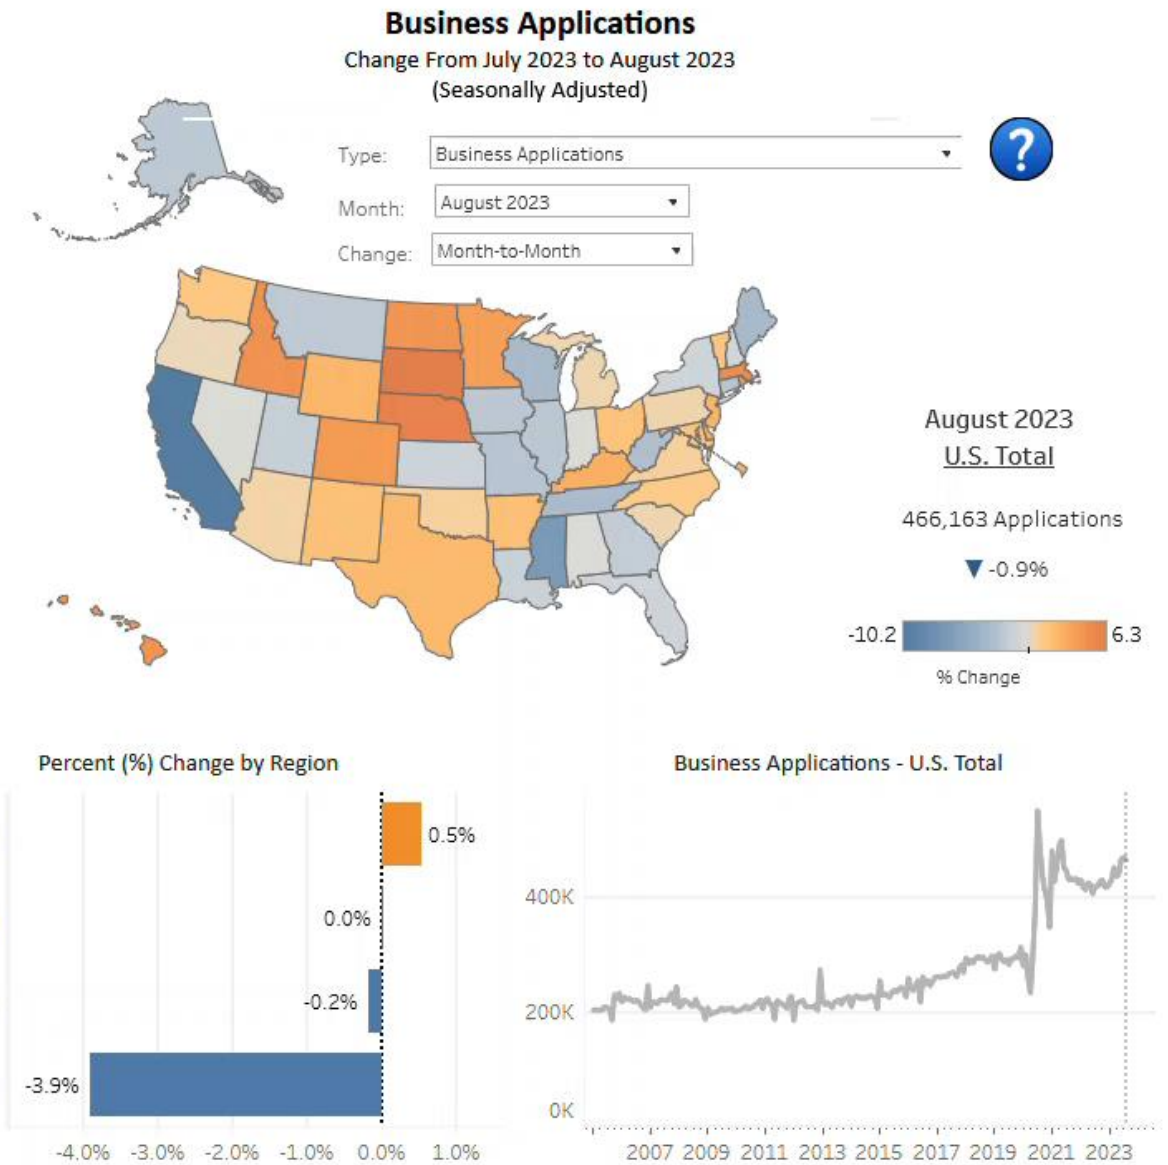 Business Applications
Change From July 2023 to August 2023
(Seasonally Adjusted)
Type: Business Applications
?
Month: August 2023
Change: Month-to-Month
August 2023
U.S. Total
466,163 Applications
▼ -0.9%
-10.2 6.3
% Change
Percent (%) Change by Region
0.5%
0.0%
-0.2%
-3.9%
-4.0% -3.0% -2.0% -1.0% 0.0% 1.0%
Business Applications - U.S. Total
400K
200K
0K
2007 2009 2011 2013 2015 2017 2019 2021 2023